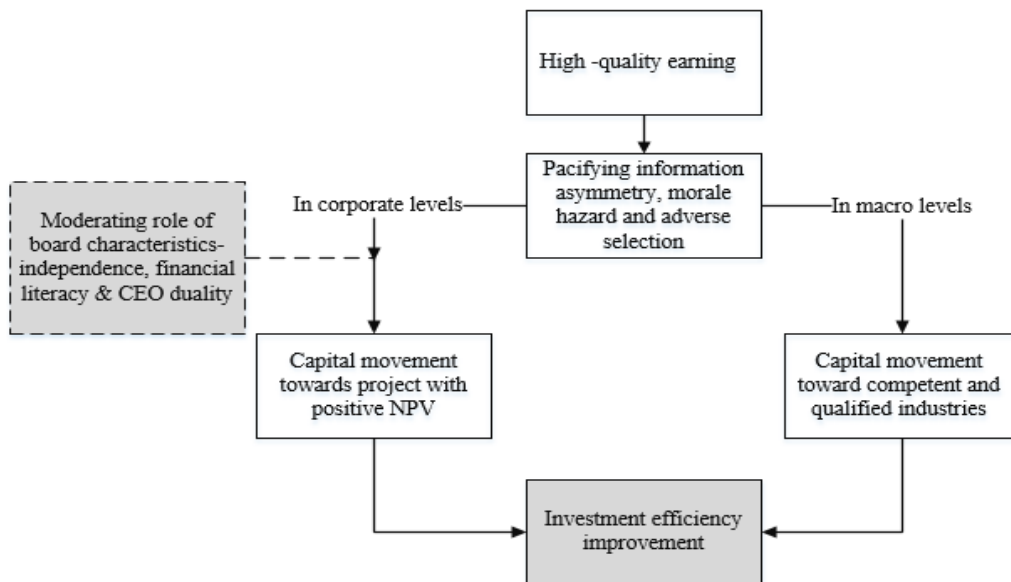 High -quality earning
Pacifying information
asymmetry, morale
hazard and adverse
selection
In corporate levels
In macro levels
Moderating role of
board characteristics-
independence, financial
literacy & CEO duality
Capital movement
towards project with
positive NPV
Capital movement
toward competent and
qualified industries
Investment efficiency
improvement